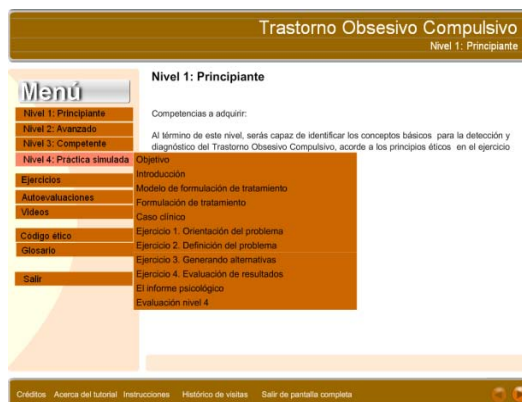 Trastorno Obsesivo Compulsivo
Nivel 1: Principiante
Menú
Nivel 1: Principiante
Nivel 2: Avanzado
Nivel 3: Competente
Nivel 4: Práctica simulada
Ejercicios
Autoevaluaciones
Videos
Código ético
Glosario
Salir
Nivel 1: Principiante
Competencias a adquirir:
Al término de este nivel, serás capaz de identificar los conceptos básicos para la detección y
diagnóstico del Trastorno Obsesivo Compulsivo, acorde a los principios éticos en el ejercicio
Objetivo
Introducción
Modelo de formulación de tratamiento
Formulación de tratamiento
Caso clínico
Ejercicio 1. Orientación del problema
Ejercicio 2. Definición del problema
Ejercicio 3. Generando alternativas
Ejercicio 4. Evaluación de resultados
El informe psicológico
Evaluación nivel 4
Créditos Acerca del tutorial Instrucciones Histórico de visitas Salir de pantalla completa